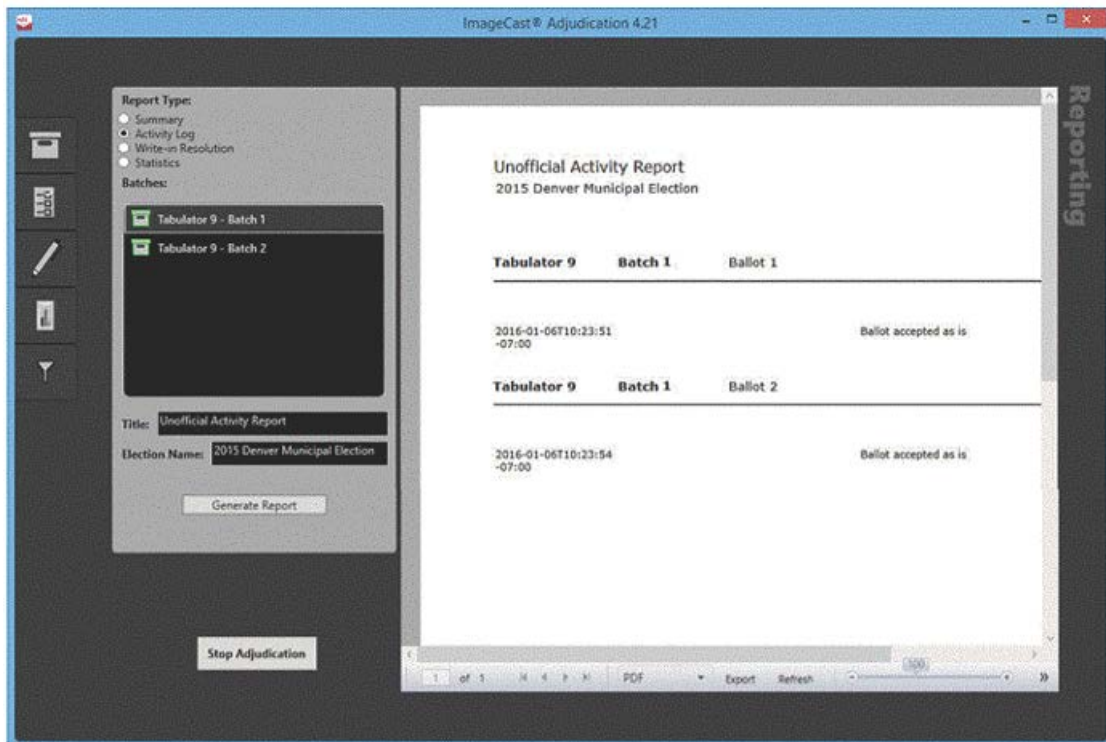 ImageCast® Adjudication 4.21
Reporting
Report Type:
Summary
Activity Log
Write-in Resolution
Statistics
Batches:
Tabulator 9 - Batch 1
Tabulator 9 - Batch 2
Title: Unofficial Activity Report
Election Name: 2015 Denver Municipal Election
Generate Report
Stop Adjudication
Unofficial Activity Report
2015 Denver Municipal Election
Tabulator 9 Batch 1 Ballot 1
2016-01-06T10:23:51 Ballot accepted as is
-07:00
Tabulator 9 Batch 1 Ballot 2
2016-01-06T10:23:54 Ballot accepted as is
-07:00
1 of 1 PDF Export Refresh 100